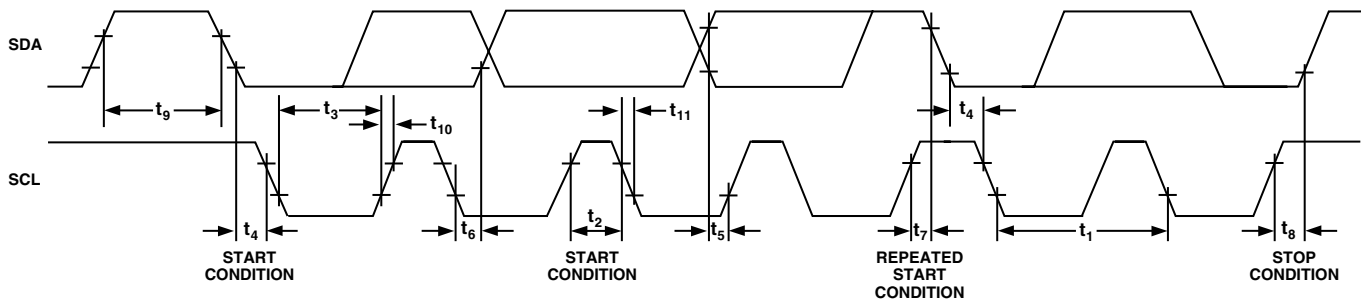 SDA
t9
t3
t10
t11
t4
SCL
t4
t6
t2
t5
t7
t1
t8
START
CONDITION
START
CONDITION
REPEATED
START
CONDITION
STOP
CONDITION